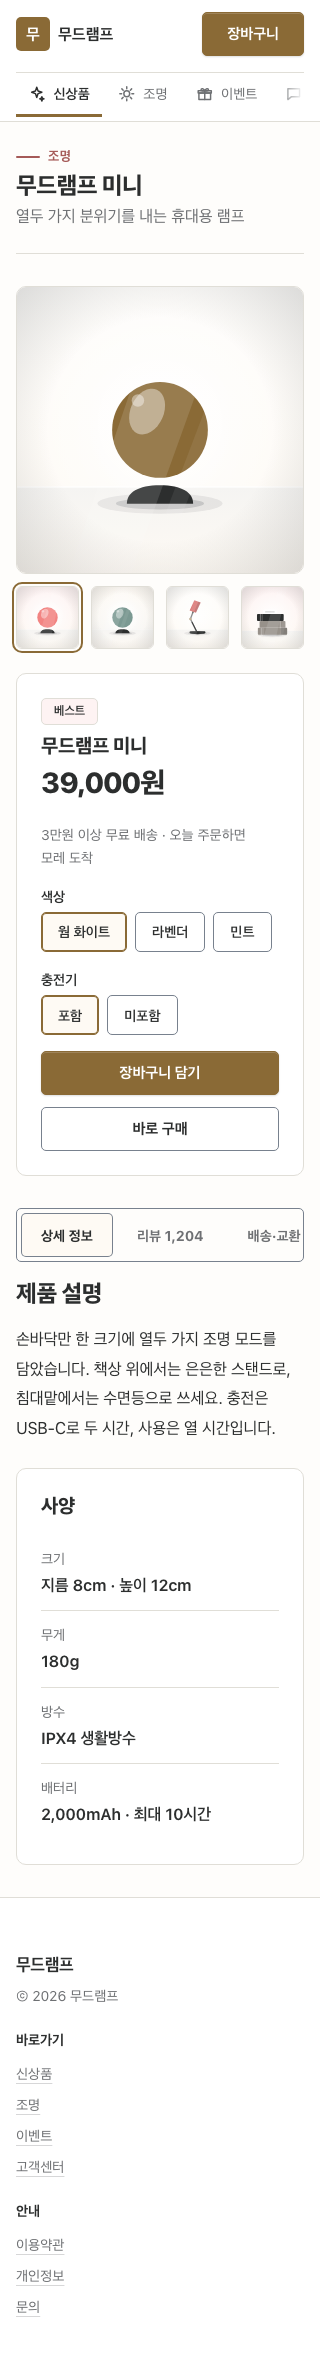 무 무드램프 장바구니
신상품 조명 이벤트
조명
무드램프 미니
열두 가지 분위기를 내는 휴대용 램프
베스트
무드램프 미니
39,000원
3만원 이상 무료 배송 · 오늘 주문하면
모레 도착
색상
웜 화이트 라벤더 민트
충전기
포함 미포함
장바구니 담기
바로 구매
상세 정보 리뷰 1,204 배송·교환
제품 설명
손바닥만 한 크기에 열두 가지 조명 모드를
담았습니다. 책상 위에서는 은은한 스탠드로,
침대맡에서는 수면등으로 쓰세요. 충전은
USB-C로 두 시간, 사용은 열 시간입니다.
사양
크기
지름 8cm · 높이 12cm
무게
180g
방수
IPX4 생활방수
배터리
2,000mAh · 최대 10시간
무드램프
© 2026 무드램프
바로가기
신상품
조명
이벤트
고객센터
안내
이용약관
개인정보
문의